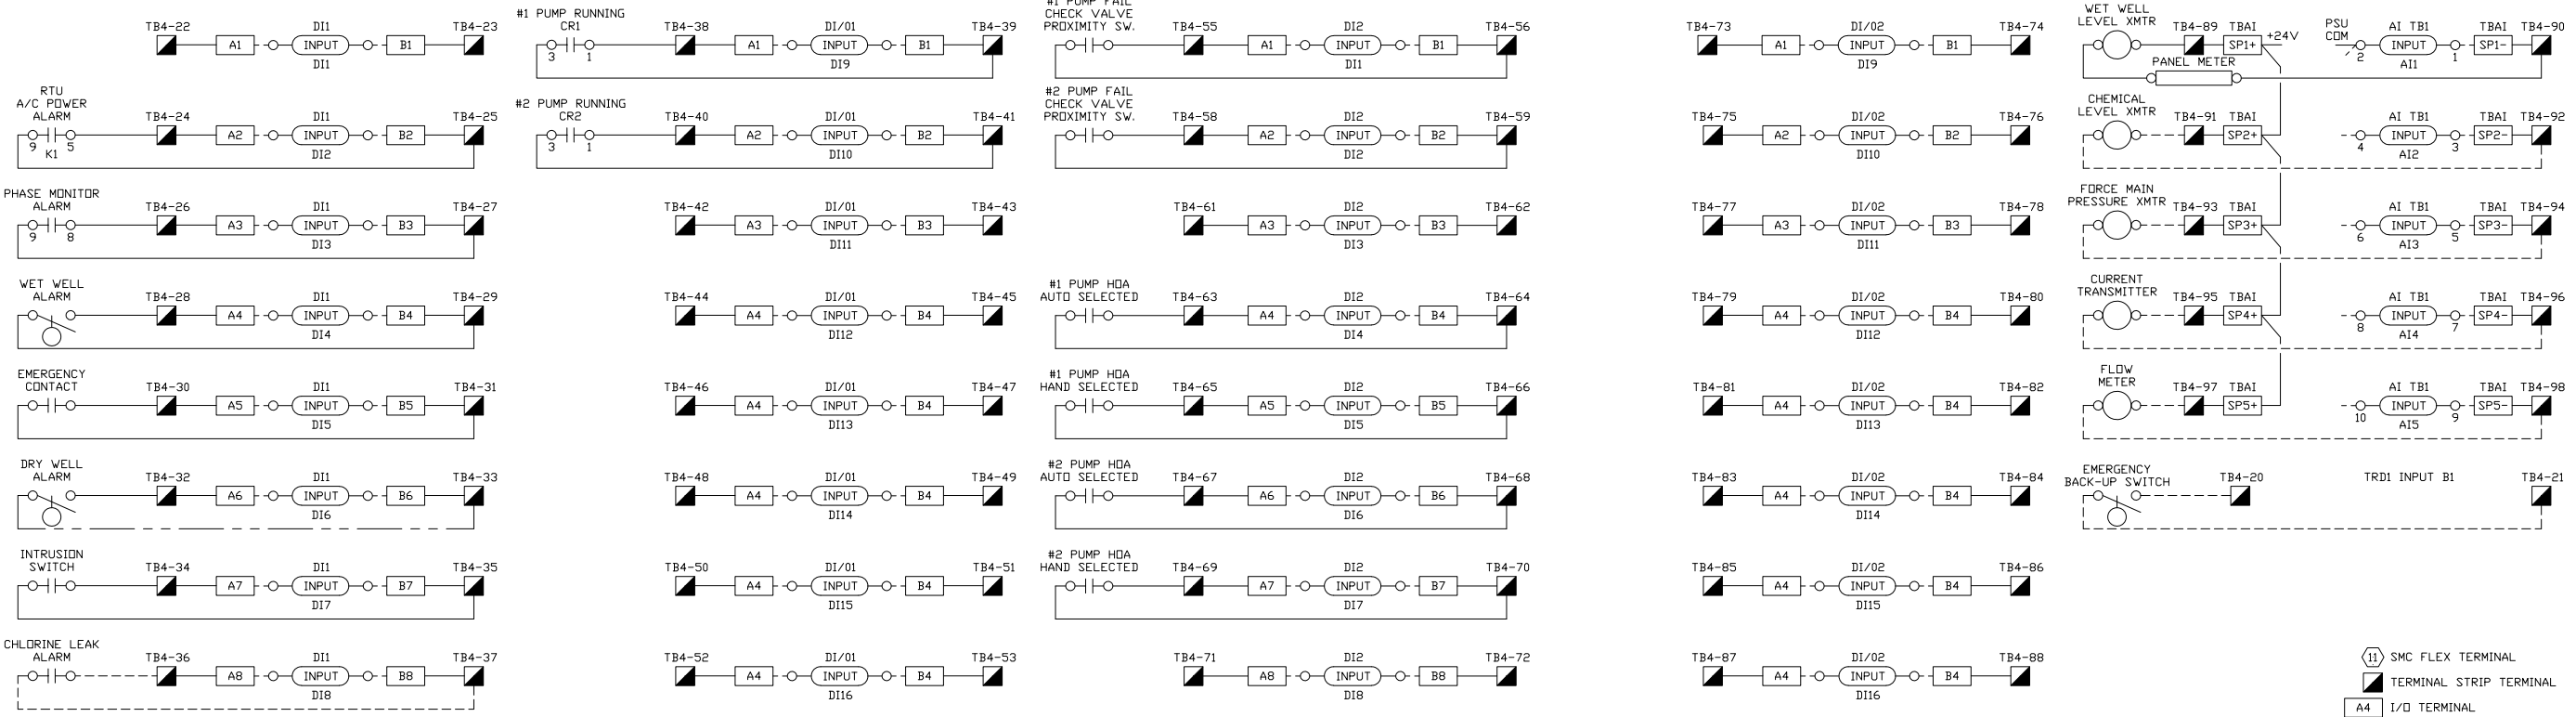 TB4-22 DI1 TB4-23
A1 INPUT B1
DI1
RTU
A/C POWER
ALARM
TB4-24 DI1 TB4-25
A2 INPUT B2
9 K1 5 DI2
PHASE MONITOR
ALARM
TB4-26 DI1 TB4-27
A3 INPUT B3
9 8 DI3
WET WELL
ALARM
TB4-28 DI1 TB4-29
A4 INPUT B4
DI4
EMERGENCY
CONTACT
TB4-30 DI1 TB4-31
A5 INPUT B5
DI5
DRY WELL
ALARM
TB4-32 DI1 TB4-33
A6 INPUT B6
DI6
INTRUSION
SWITCH
TB4-34 DI1 TB4-35
A7 INPUT B7
DI7
CHLORINE LEAK
ALARM
TB4-36 DI1 TB4-37
A8 INPUT B8
DI8
#1 PUMP RUNNING
CR1
TB4-38 DI/01 TB4-39
3 1 A1 INPUT B1
DI9
#2 PUMP RUNNING
CR2
TB4-40 DI/01 TB4-41
3 1 A2 INPUT B2
DI10
TB4-42 DI/01 TB4-43
A3 INPUT B3
DI11
TB4-44 DI/01 TB4-45
A4 INPUT B4
DI12
TB4-46 DI/01 TB4-47
A4 INPUT B4
DI13
TB4-48 DI/01 TB4-49
A4 INPUT B4
DI14
TB4-50 DI/01 TB4-51
A4 INPUT B4
DI15
TB4-52 DI/01 TB4-53
A4 INPUT B4
DI16
#1 PUMP FAIL
CHECK VALVE
PROXIMITY SW.
TB4-55 DI2 TB4-56
A1 INPUT B1
DI1
#2 PUMP FAIL
CHECK VALVE
PROXIMITY SW.
TB4-58 DI2 TB4-59
A2 INPUT B2
DI2
TB4-61 DI2 TB4-62
A3 INPUT B3
DI3
#1 PUMP HOA
AUTO SELECTED
TB4-63 DI2 TB4-64
A4 INPUT B4
DI4
#1 PUMP HOA
HAND SELECTED
TB4-65 DI2 TB4-66
A5 INPUT B5
DI5
#2 PUMP HOA
AUTO SELECTED
TB4-67 DI2 TB4-68
A6 INPUT B6
DI6
#2 PUMP HOA
HAND SELECTED
TB4-69 DI2 TB4-70
A7 INPUT B7
DI7
TB4-71 DI2 TB4-72
A8 INPUT B8
DI8
TB4-73 DI/02 TB4-74
A1 INPUT B1
DI9
TB4-75 DI/02 TB4-76
A2 INPUT B2
DI10
TB4-77 DI/02 TB4-78
A3 INPUT B3
DI11
TB4-79 DI/02 TB4-80
A4 INPUT B4
DI12
TB4-81 DI/02 TB4-82
A4 INPUT B4
DI13
TB4-83 DI/02 TB4-84
A4 INPUT B4
DI14
TB4-85 DI/02 TB4-86
A4 INPUT B4
DI15
TB4-87 DI/02 TB4-88
A4 INPUT B4
DI16
WET WELL
LEVEL XMTR
TB4-89 TBAI +24V PSU COM AI TB1 TBAI TB4-90
SP1+ 2 INPUT 1 SP1-
PANEL METER AI1
CHEMICAL
LEVEL XMTR
TB4-91 TBAI AI TB1 TBAI TB4-92
SP2+ 4 INPUT 3 SP2-
AI2
FORCE MAIN
PRESSURE XMTR
TB4-93 TBAI AI TB1 TBAI TB4-94
SP3+ 6 INPUT 5 SP3-
AI3
CURRENT
TRANSMITTER
TB4-95 TBAI AI TB1 TBAI TB4-96
SP4+ 8 INPUT 7 SP4-
AI4
FLOW
METER
TB4-97 TBAI AI TB1 TBAI TB4-98
SP5+ 10 INPUT 9 SP5-
AI5
EMERGENCY
BACK-UP SWITCH
TB4-20 TRD1 INPUT B1 TB4-21
11 SMC FLEX TERMINAL
TERMINAL STRIP TERMINAL
A4 I/O TERMINAL